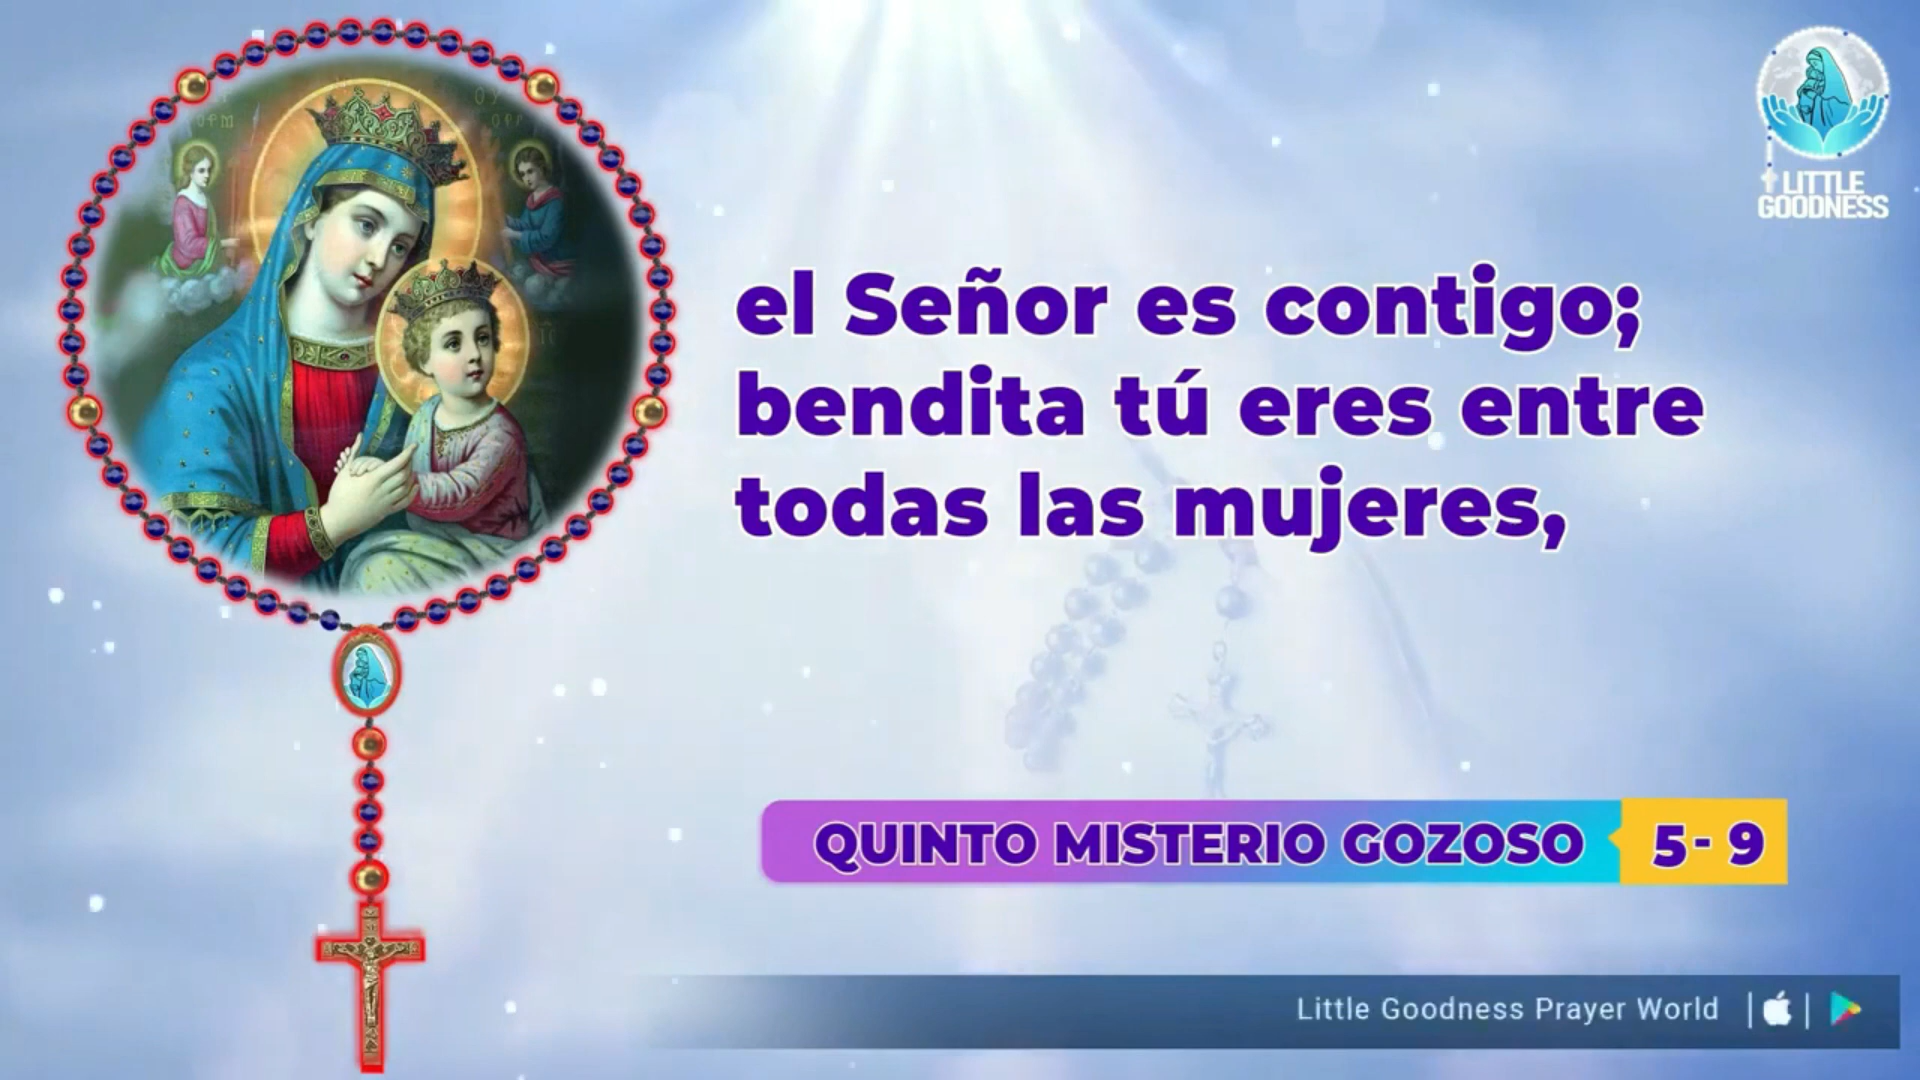 LITTLE
GOODNESS
el Señor es contigo;
bendita tú eres entre
todas las mujeres,
QUINTO MISTERIO GOZOSO 5- 9
Little Goodness Prayer World